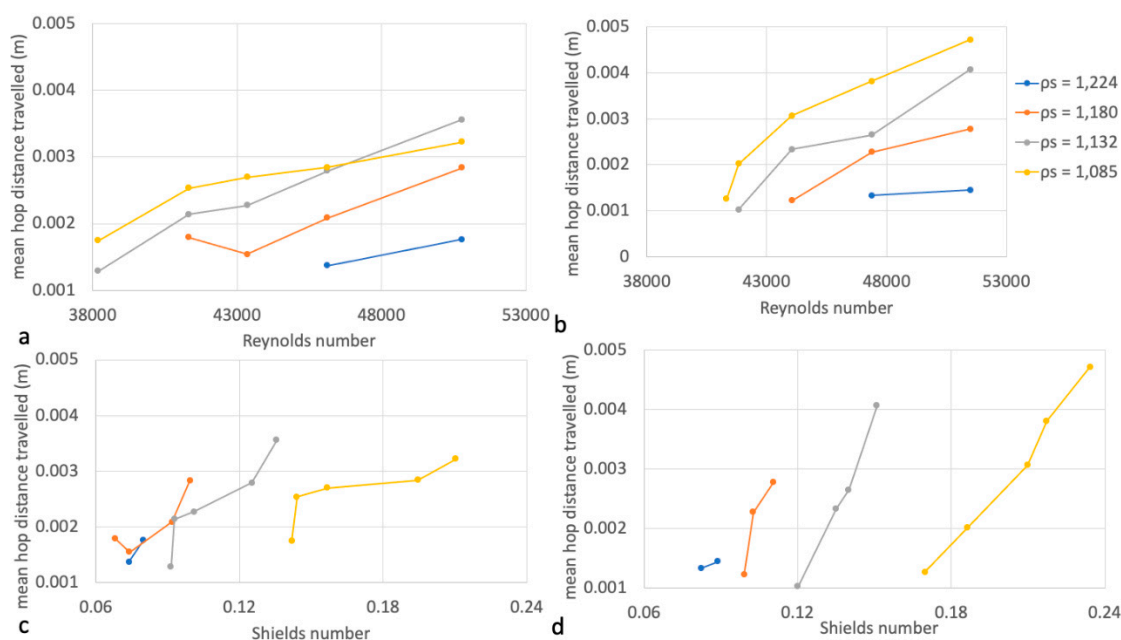 0.005
0.004
0.003
0.002
0.001
mean hop distance travelled (m)
38000 43000 48000 53000
Reynolds number
a
0.005
0.004
0.003
0.002
0.001
0
mean hop distance travelled (m)
38000 43000 48000 53000
Reynolds number
b
ρs = 1,224
ρs = 1,180
ρs = 1,132
ρs = 1,085
0.005
0.004
0.003
0.002
0.001
mean hop distance travelled (m)
0.06 0.12 0.18 0.24
Shields number
c
0.005
0.004
0.003
0.002
0.001
mean hop distance travelled (m)
0.06 0.12 0.18 0.24
Shields number
d